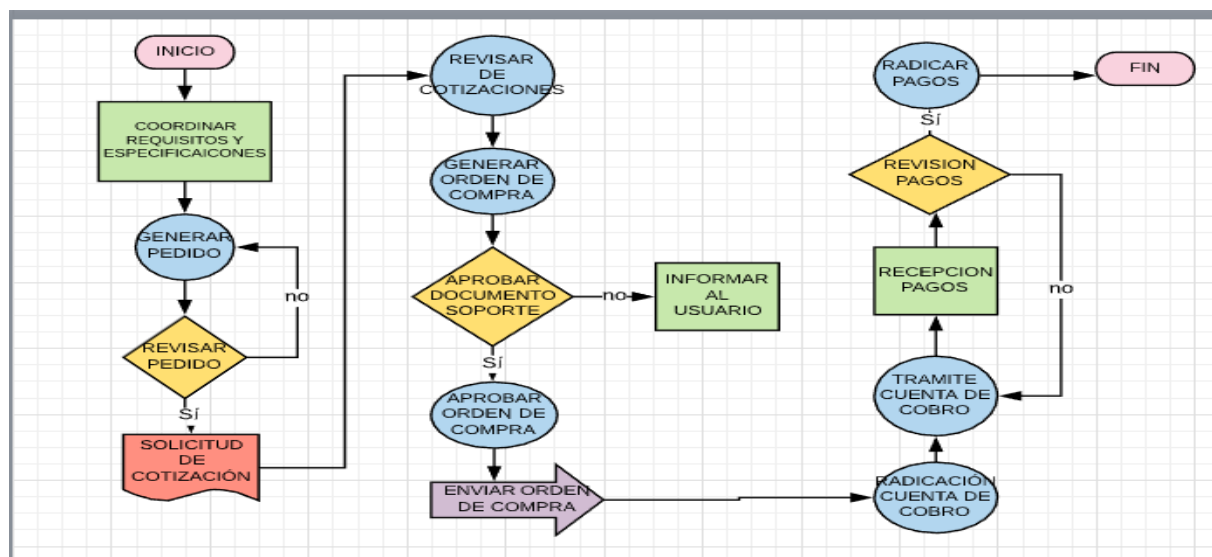 INICIO
COORDINAR
REQUISITOS Y
ESPECIFICAICONES
GENERAR
PEDIDO
no
REVISAR
PEDIDO
Sí
SOLICITUD
DE
COTIZACIÓN
REVISAR
DE
COTIZACIONES
GENERAR
ORDEN DE
COMPRA
APROBAR
DOCUMENTO
SOPORTE
no
INFORMAR
AL
USUARIO
Sí
APROBAR
ORDEN DE
COMPRA
ENVIAR ORDEN
DE COMPRA
RADICACIÓN
CUENTA DE
COBRO
TRAMITE
CUENTA DE
COBRO
RECEPCION
PAGOS
REVISION
PAGOS
no
Sí
RADICAR
PAGOS
FIN